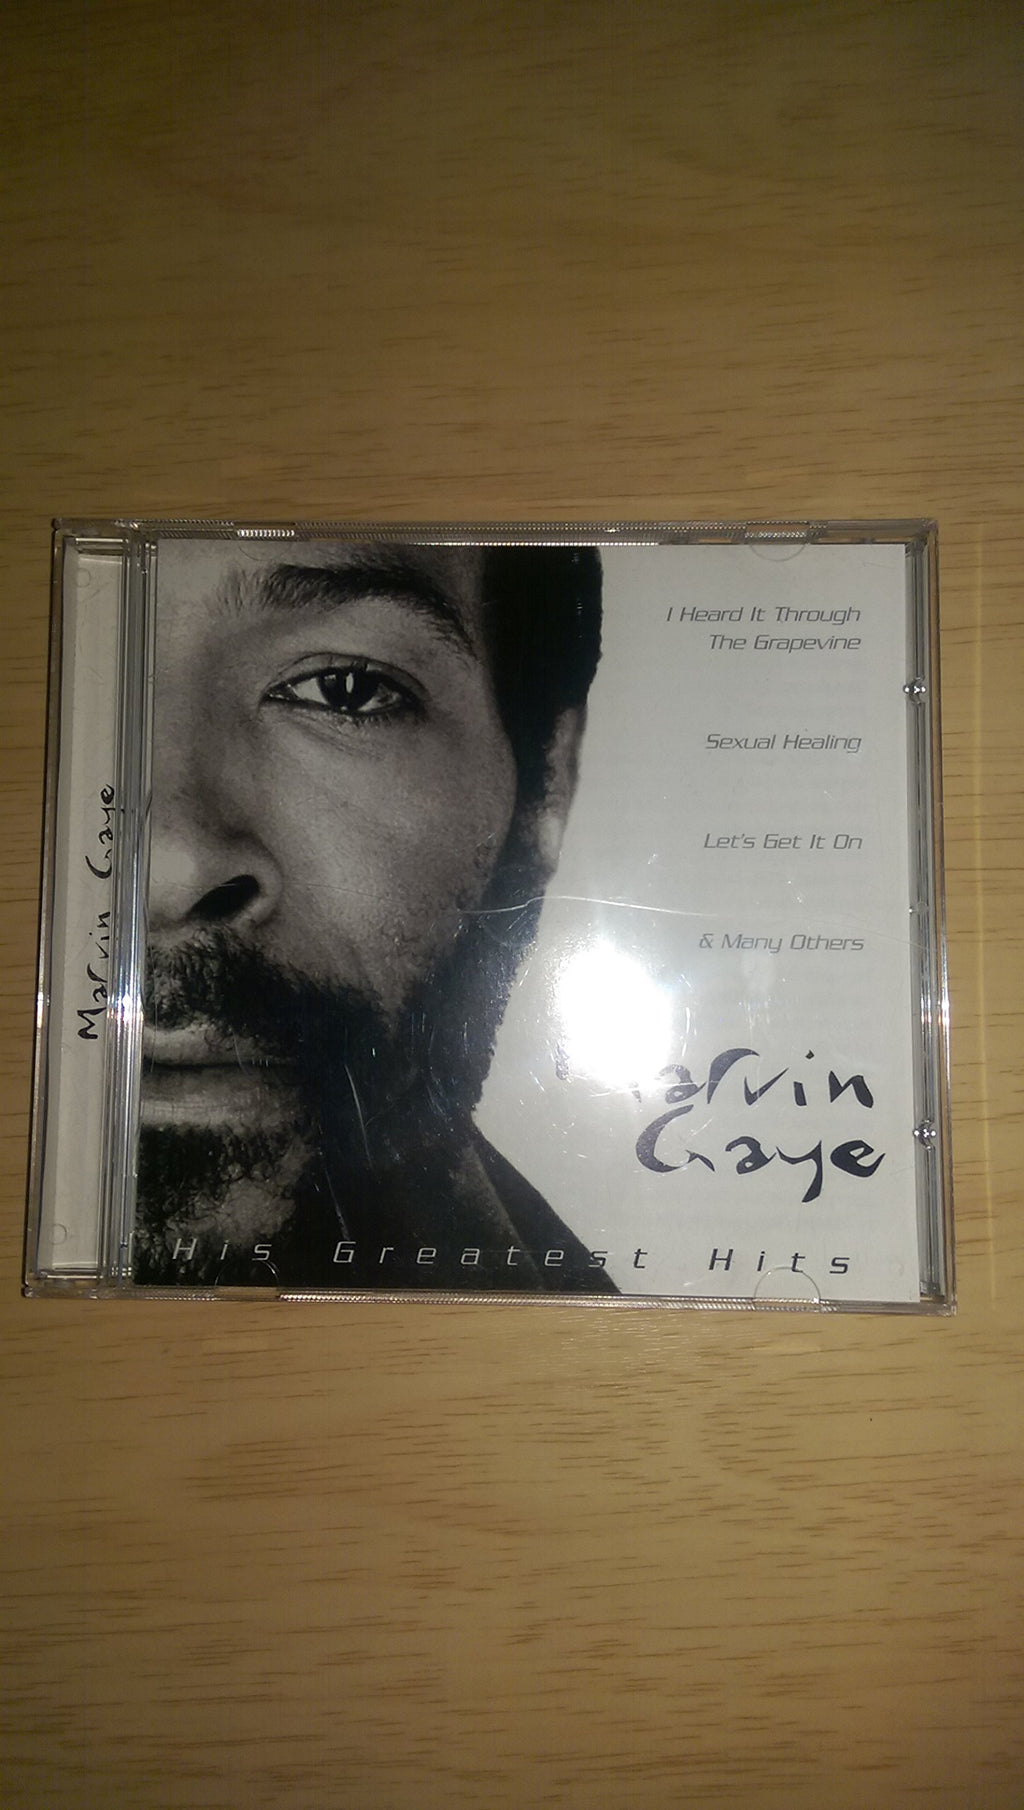 I Heard It Through
The Grapevine
Sexual Healing
Let's Get It On
& Many Others
Marvin
Gaye
His Greatest Hits
Marvin Gaye